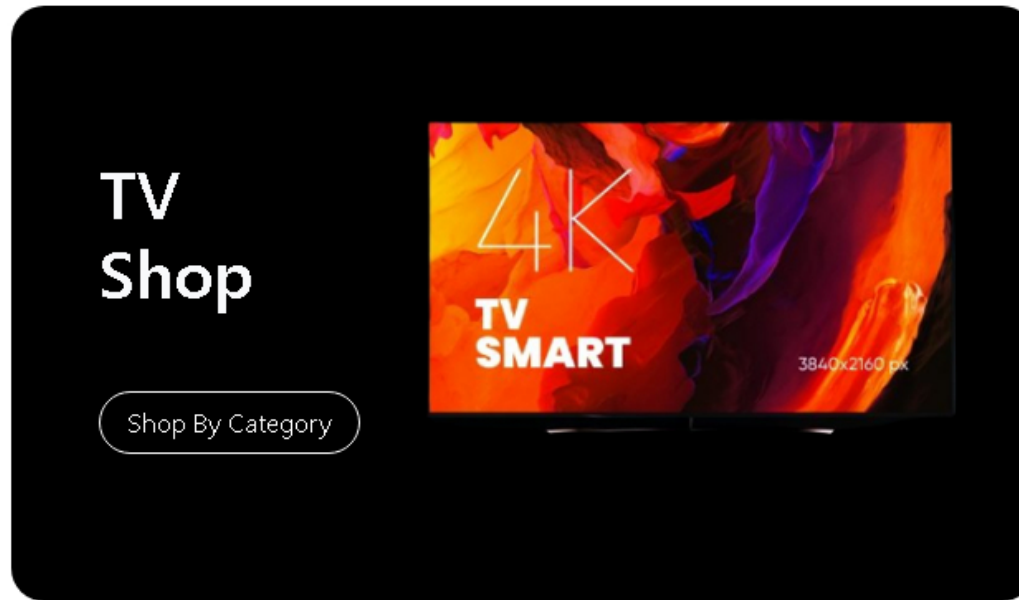 TV
Shop
Shop By Category
4K
TV
SMART
3840x2160 px